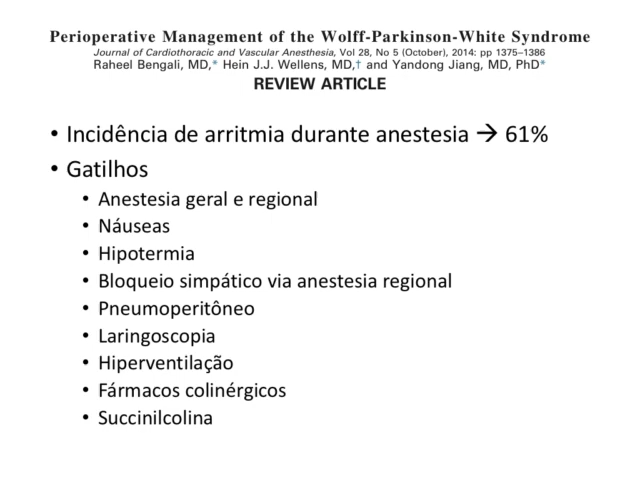 Perioperative Management of the Wolff-Parkinson-White Syndrome
Journal of Cardiothoracic and Vascular Anesthesia, Vol 28, No 5 (October), 2014: pp 1375–1386
Raheel Bengali, MD,* Hein J.J. Wellens, MD,† and Yandong Jiang, MD, PhD*
REVIEW ARTICLE
• Incidência de arritmia durante anestesia → 61%
• Gatilhos
• Anestesia geral e regional
• Náuseas
• Hipotermia
• Bloqueio simpático via anestesia regional
• Pneumoperitôneo
• Laringoscopia
• Hiperventilação
• Fármacos colinérgicos
• Succinilcolina